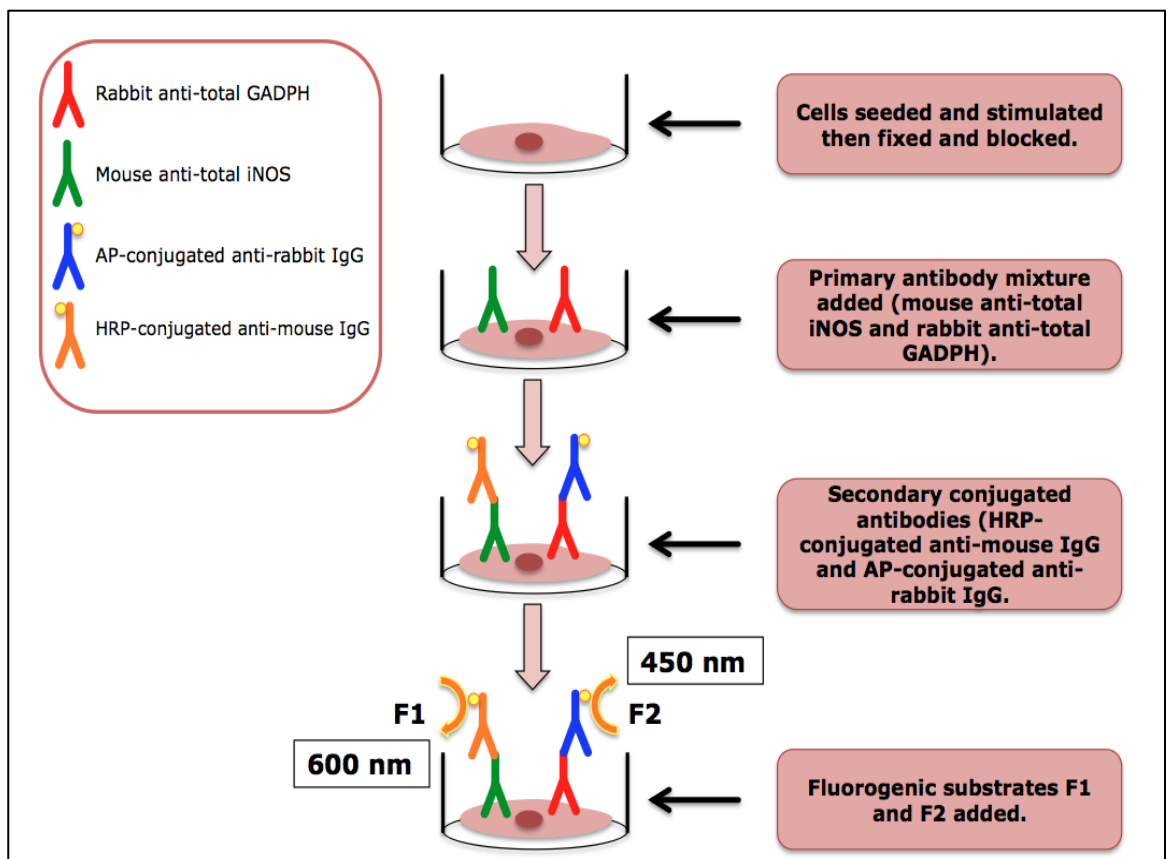 Rabbit anti-total GADPH
Mouse anti-total iNOS
AP-conjugated anti-rabbit IgG
HRP-conjugated anti-mouse IgG
Cells seeded and stimulated
then fixed and blocked.
Primary antibody mixture
added (mouse anti-total
iNOS and rabbit anti-total
GADPH).
Secondary conjugated
antibodies (HRP-
conjugated anti-mouse IgG
and AP-conjugated anti-
rabbit IgG.
450 nm
F1
F2
600 nm
Fluorogenic substrates F1
and F2 added.